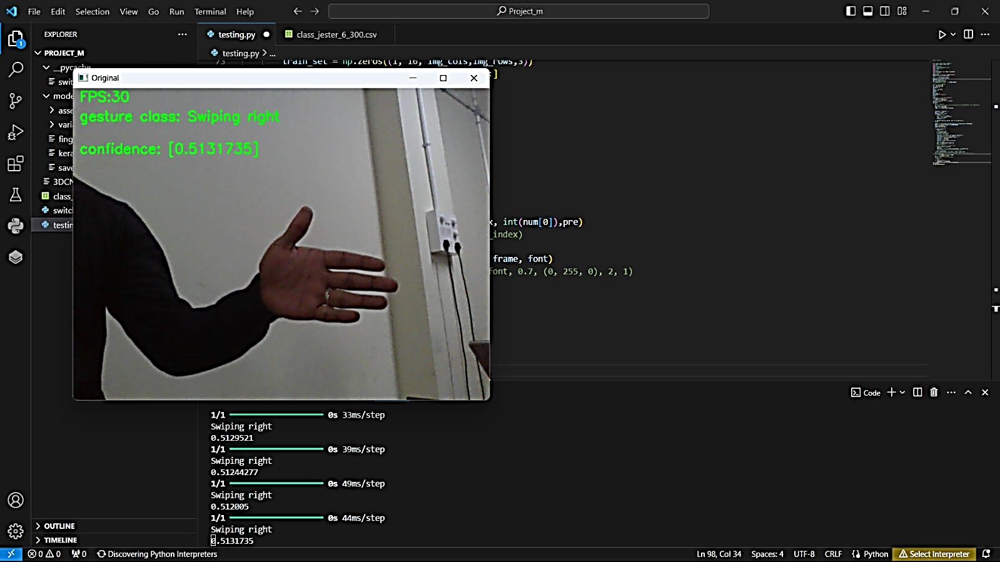 File Edit Selection View Go Run Terminal Help
Project_m
EXPLORER
PROJECT_M
__pycache
swit
mode
asse
vari
fing
kera
save
3DCN
class_
switc
testin
OUTLINE
TIMELINE
testing.py
class_jester_6_300.csv
testing.py > ...
73 train_set = np.zeros((1, 16, img_cols,img_rows,3))
:]
x, int(num[0]),pre)
_index)
frame, font)
font, 0.7, (0, 255, 0), 2, 1)
Original
FPS:30
gesture class: Swiping right
confidence: [0.5131735]
Code
1/1 0s 33ms/step
Swiping right
0.5129521
1/1 0s 39ms/step
Swiping right
0.51244277
1/1 0s 49ms/step
Swiping right
0.512005
1/1 0s 44ms/step
Swiping right
0.5131735
0 0 0 Discovering Python Interpreters
Ln 98, Col 34 Spaces: 4 UTF-8 CRLF Python Select Interpreter
1